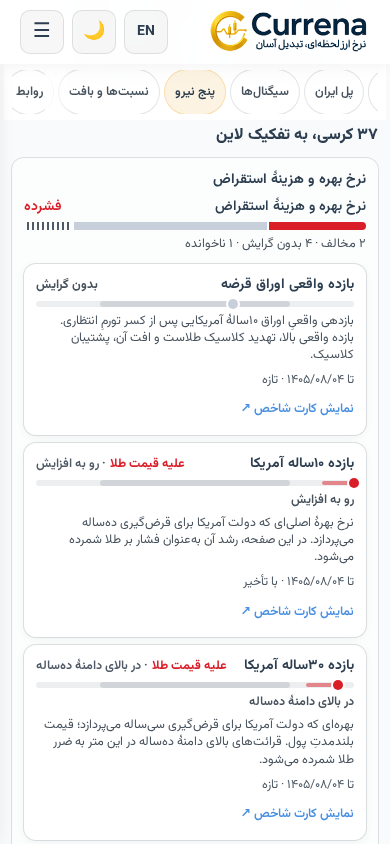 Currena
نرخ ارز لحظه‌ای، تبدیل آسان
EN
پل ایران
سیگنال‌ها
پنج نیرو
نسبت‌ها و بافت
روابط
۳۷ کرسی، به تفکیک لاین
نرخ بهره و هزینهٔ استقراض
نرخ بهره و هزینهٔ استقراض
فشرده
۲ مخالف · ۴ بدون گرایش · ۱ ناخوانده
بازده واقعی اوراق قرضه
بدون گرایش
بازدهی واقعیِ اوراق ۱۰سالهٔ آمریکایی پس از کسر تورم انتظاری.
بازده واقعی بالا، تهدید کلاسیک طلاست و افت آن، پشتیبان
کلاسیک.
تا ۱۴۰۵/۰۸/۰۴ · تازه
نمایش کارت شاخص ↗
بازده ۱۰ساله آمریکا
علیه قیمت طلا · رو به افزایش
رو به افزایش
نرخ بهرهٔ اصلی‌ای که دولت آمریکا برای قرض‌گیری ده‌ساله
می‌پردازد. در این صفحه، رشد آن به‌عنوان فشار بر طلا شمرده
می‌شود.
تا ۱۴۰۵/۰۸/۰۴ · با تأخیر
نمایش کارت شاخص ↗
بازده ۳۰ساله آمریکا
علیه قیمت طلا · در بالای دامنهٔ ده‌ساله
در بالای دامنهٔ ده‌ساله
بهره‌ای که دولت آمریکا برای قرض‌گیری سی‌ساله می‌پردازد؛ قیمت
بلندمدتِ پول. قرائت‌های بالای دامنهٔ ده‌ساله در این متر به ضرر
طلا شمرده می‌شود.
تا ۱۴۰۵/۰۸/۰۴ · تازه
نمایش کارت شاخص ↗